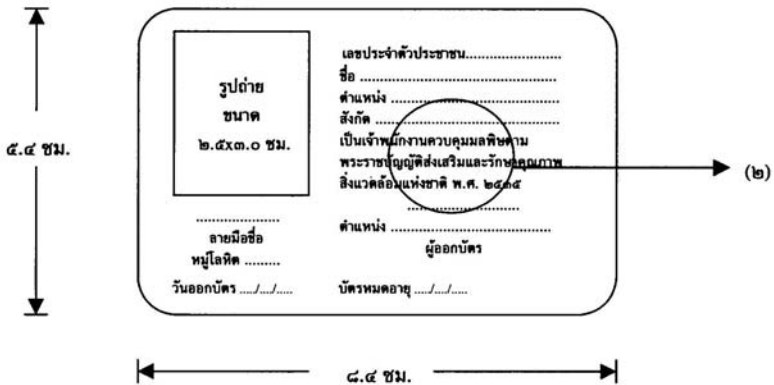 รูปถ่าย
ขนาด
๒.๕x๓.๐ ซม.
เลขประจำตัวประชาชน........................
ชื่อ ..................................................
ตำแหน่ง ...........................................
สังกัด ...............................................
เป็นเจ้าพนักงานควบคุมมลพิษตาม
พระราชบัญญัติส่งเสริมและรักษาคุณภาพ
สิ่งแวดล้อมแห่งชาติ พ.ศ. ๒๕๓๕
.............................
ตำแหน่ง .........................................
ผู้ออกบัตร
.....................
ลายมือชื่อ
หมู่โลหิต .........
วันออกบัตร ...../..../.....
บัตรหมดอายุ ...../..../.....
๕.๔ ซม.
(๒)
๘.๔ ซม.